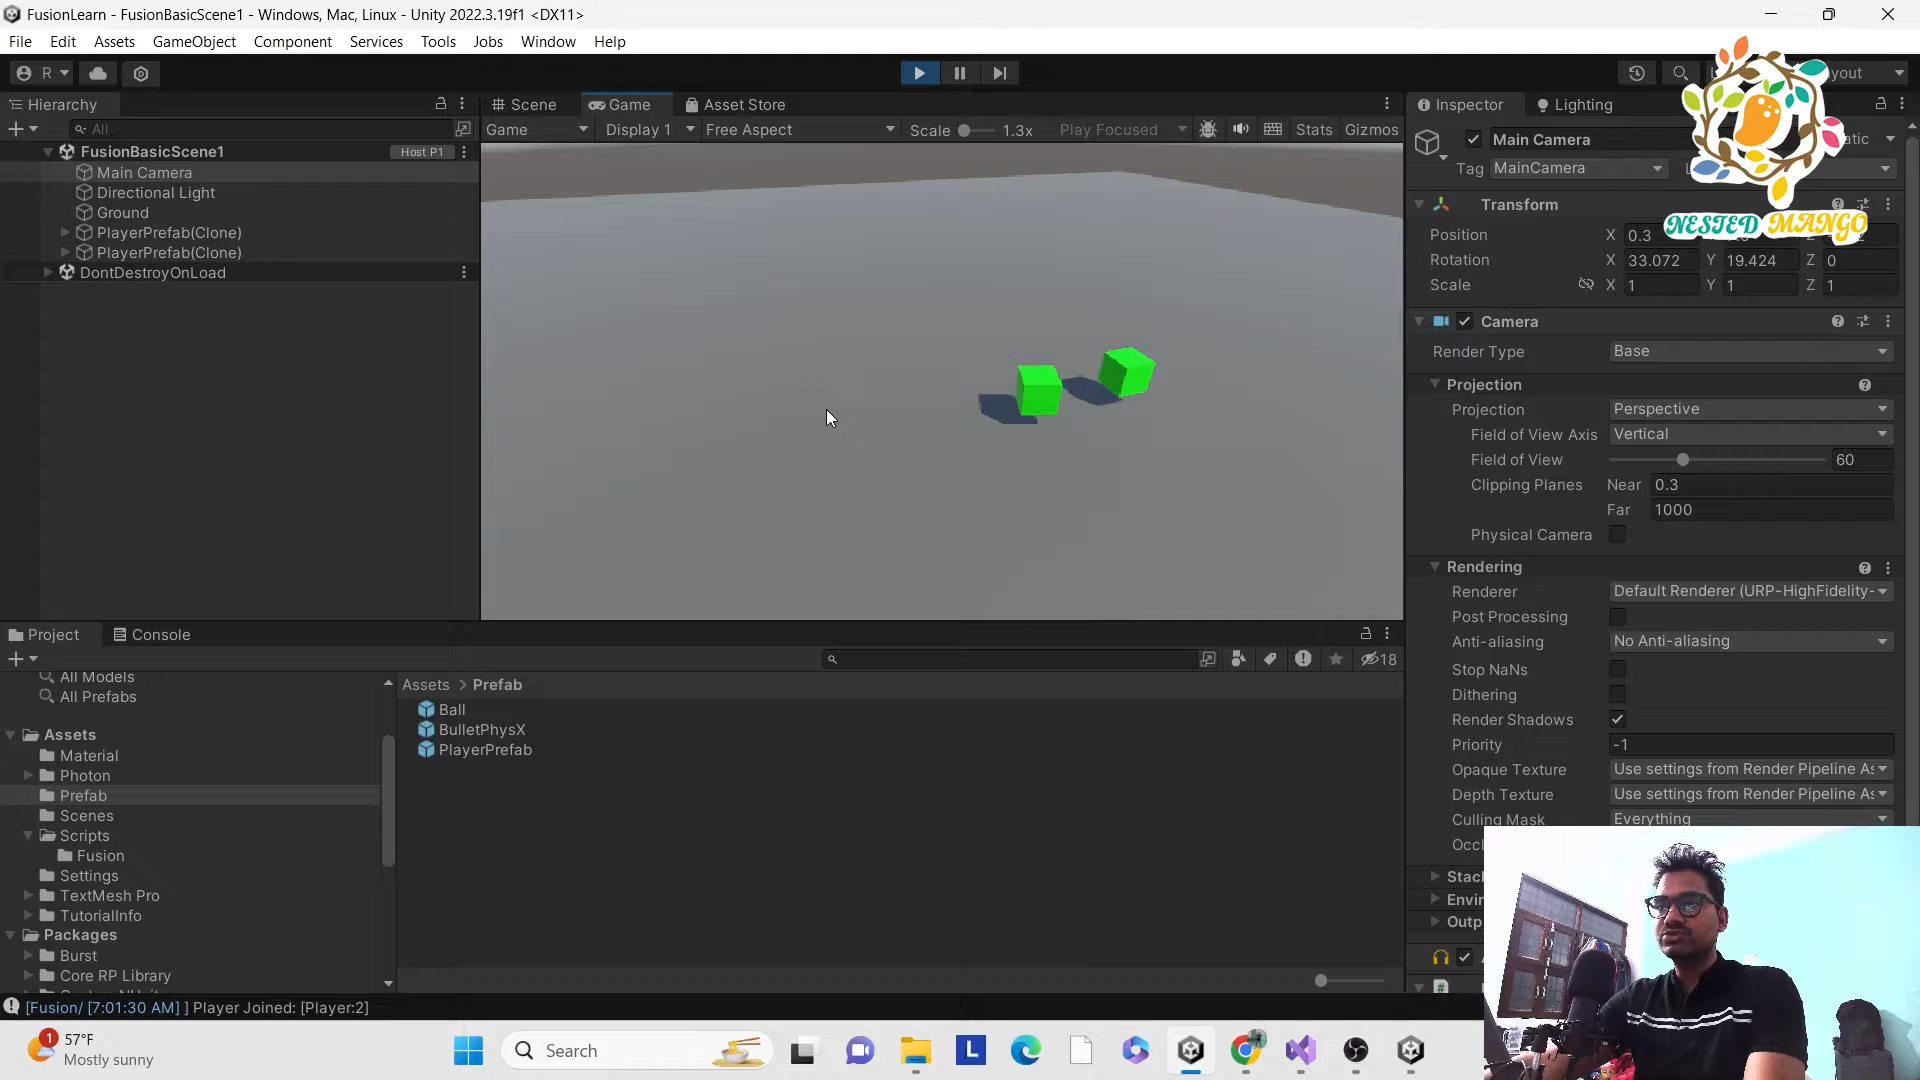 FusionLearn - FusionBasicScene1 - Windows, Mac, Linux - Unity 2022.3.19f1 <DX11>
File Edit Assets GameObject Component Services Tools Jobs Window Help
R
Hierarchy
Scene Game Asset Store
Inspector Lighting
All
Game Display 1 Free Aspect Scale 1.3x Play Focused Stats Gizmos
FusionBasicScene1 Host P1
Main Camera
Directional Light
Ground
PlayerPrefab(Clone)
PlayerPrefab(Clone)
DontDestroyOnLoad
Main Camera
Tag MainCamera
NESTED MANGO
Transform
Position X 0.3
Rotation X 33.072 Y 19.424 Z 0
Scale X 1 Y 1 Z 1
Camera
Render Type Base
Projection
Projection Perspective
Field of View Axis Vertical
Field of View 60
Clipping Planes Near 0.3
Far 1000
Physical Camera
Rendering
Renderer Default Renderer (URP-HighFidelity-
Post Processing
Anti-aliasing No Anti-aliasing
Stop NaNs
Dithering
Render Shadows
Priority -1
Opaque Texture Use settings from Render Pipeline As
Depth Texture Use settings from Render Pipeline As
Culling Mask Everything
Occl
Stac
Envir
Outp
Project Console
18
All Models
All Prefabs
Assets
Material
Photon
Prefab
Scenes
Scripts
Fusion
Settings
TextMesh Pro
TutorialInfo
Packages
Burst
Core RP Library
Assets > Prefab
Ball
BulletPhysX
PlayerPrefab
[Fusion/ [7:01:30 AM] ] Player Joined: [Player:2]
1
57°F
Mostly sunny
Search
L